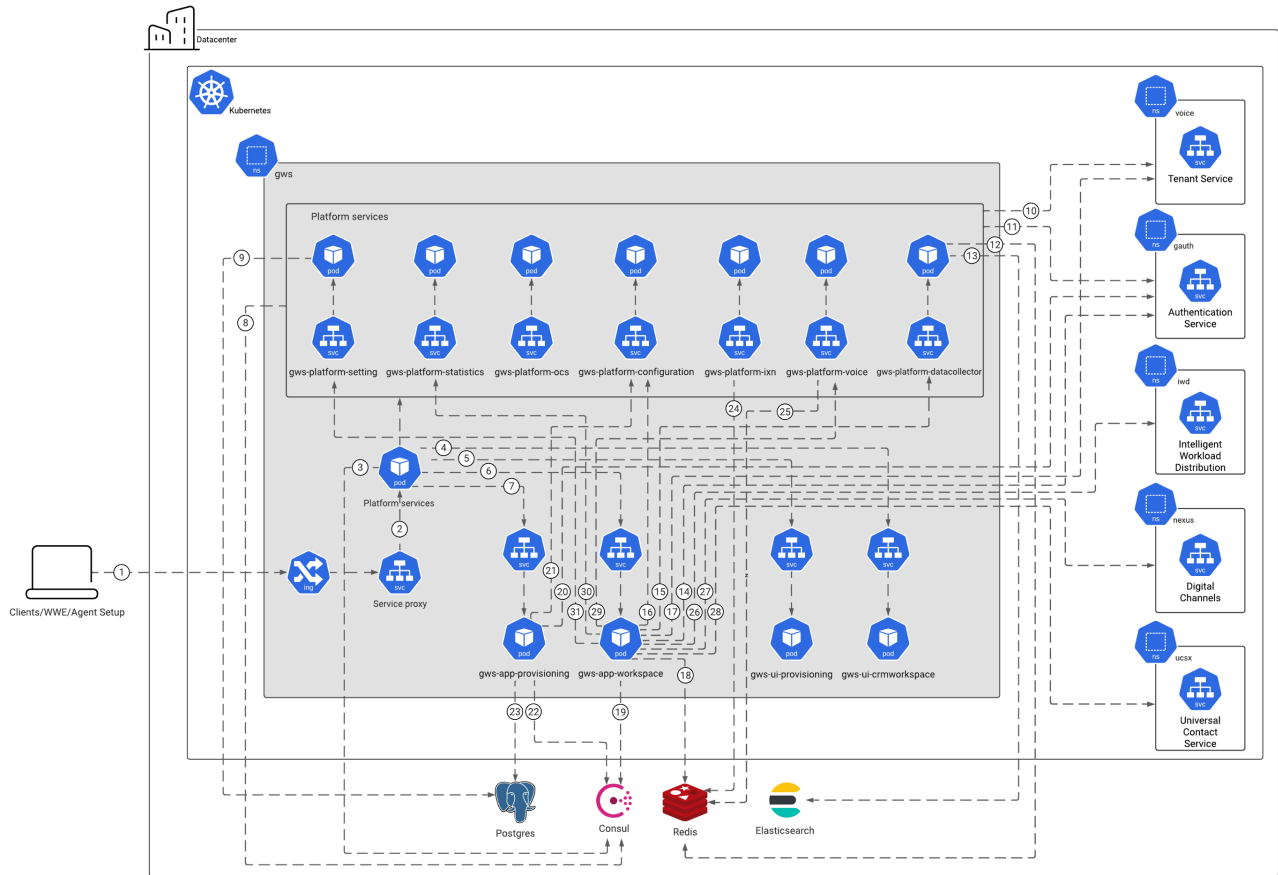 Datacenter
Kubernetes
ns
gws
Platform services
pod
pod
pod
pod
pod
pod
pod
svc
svc
svc
svc
svc
svc
svc
gws-platform-setting
gws-platform-statistics
gws-platform-ocs
gws-platform-configuration
gws-platform-ixn
gws-platform-voice
gws-platform-datacollector
9
8
10
11
12
13
24
25
3
4
5
6
7
pod
Platform services
2
1
Clients/WWE/Agent Setup
ing
svc
Service proxy
svc
svc
svc
svc
21
20
30
31
29
16
15
17
14
26
27
28
z
pod
pod
pod
pod
gws-app-provisioning
gws-app-workspace
gws-ui-provisioning
gws-ui-crmworkspace
18
23
22
19
Postgres
Consul
Redis
Elasticsearch
ns
voice
svc
Tenant Service
ns
gauth
svc
Authentication
Service
ns
iwd
svc
Intelligent
Workload
Distribution
ns
nexus
svc
Digital
Channels
ns
ucsx
svc
Universal
Contact
Service